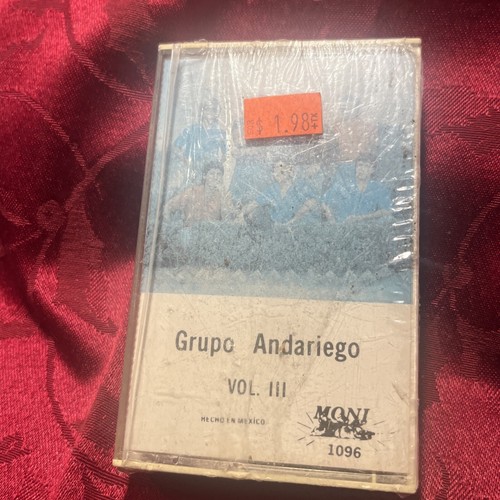 1.98
Grupo Andariego
VOL. III
HECHO EN MEXICO
MONI
1096